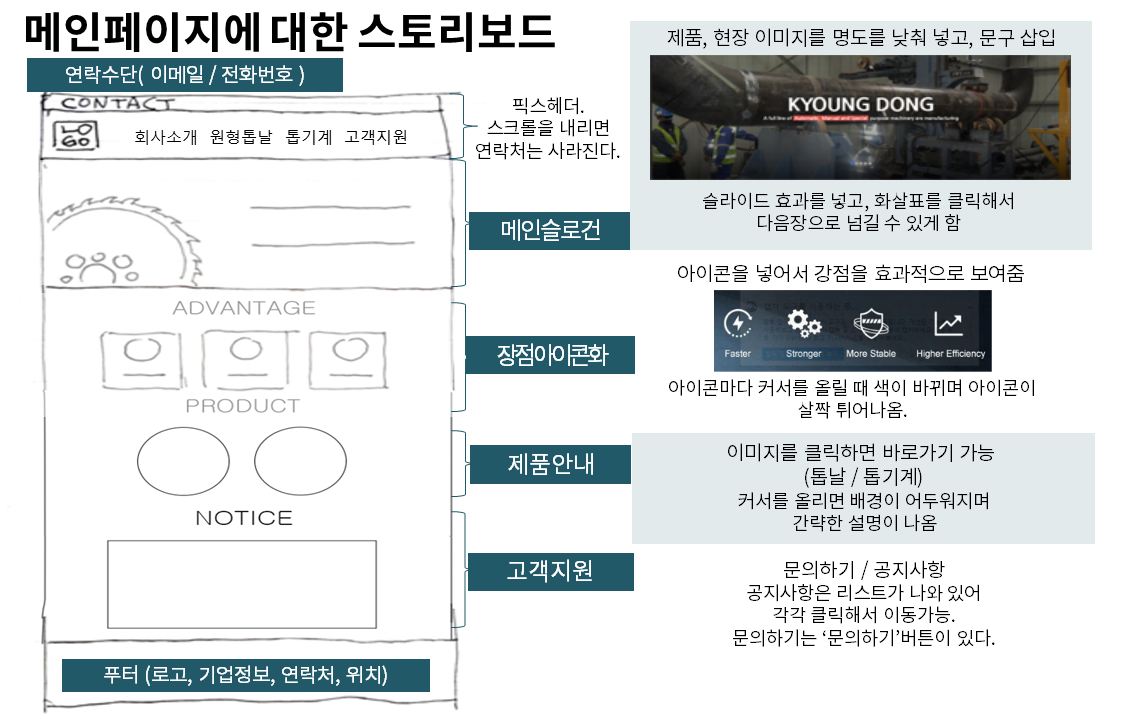 메인페이지에 대한 스토리보드
연락수단( 이메일 / 전화번호 )
CONTACT
LO
GO
회사소개 원형톱날 톱기계 고객지원
픽스헤더.
스크롤을 내리면
연락처는 사라진다.
제품, 현장 이미지를 명도를 낮춰 넣고, 문구 삽입
KYOUNG DONG
A full line of Automatic, Manual and Special purpose machinery are manufacturing
슬라이드 효과를 넣고, 화살표를 클릭해서
다음장으로 넘길 수 있게 함
메인슬로건
ADVANTAGE
장점아이콘화
아이콘을 넣어서 강점을 효과적으로 보여줌
Faster
Stronger
More Stable
Higher Efficiency
아이콘마다 커서를 올릴 때 색이 바뀌며 아이콘이
살짝 튀어나옴.
PRODUCT
제품안내
이미지를 클릭하면 바로가기 가능
(톱날 / 톱기계)
커서를 올리면 배경이 어두워지며
간략한 설명이 나옴
NOTICE
고객지원
문의하기 / 공지사항
공지사항은 리스트가 나와 있어
각각 클릭해서 이동가능.
문의하기는 ‘문의하기’버튼이 있다.
푸터 (로고, 기업정보, 연락처, 위치)